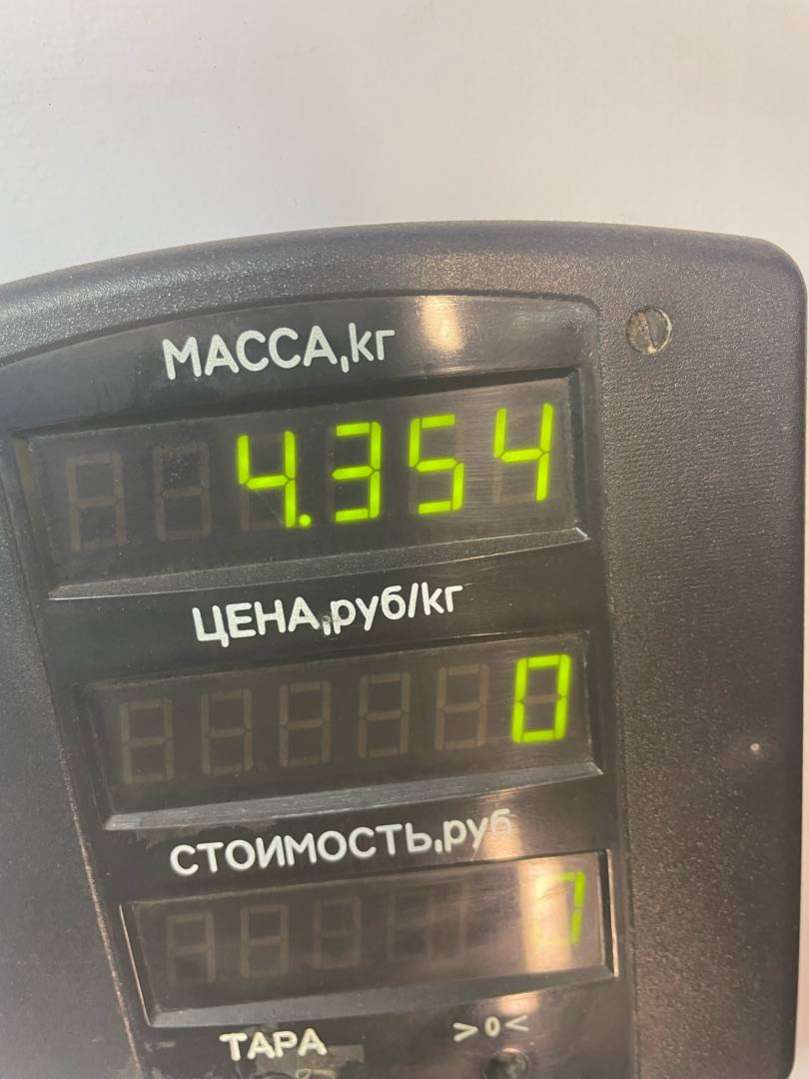 МАССА,кг
4.354
ЦЕНА,руб/кг
0
СТОИМОСТЬ,руб
ТАРА >0<